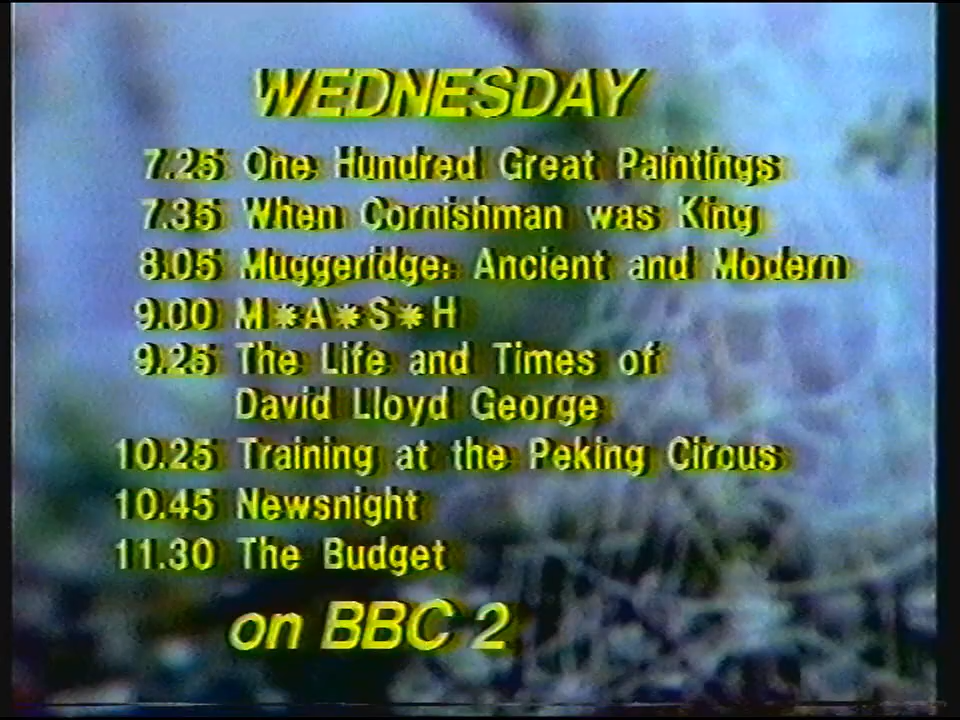 WEDNESDAY
7.25 One Hundred Great Paintings
7.35 When Cornishman was King
8.05 Muggeridge: Ancient and Modern
9.00 M*A*S*H
9.25 The Life and Times of
David Lloyd George
10.25 Training at the Peking Circus
10.45 Newsnight
11.30 The Budget
on BBC 2